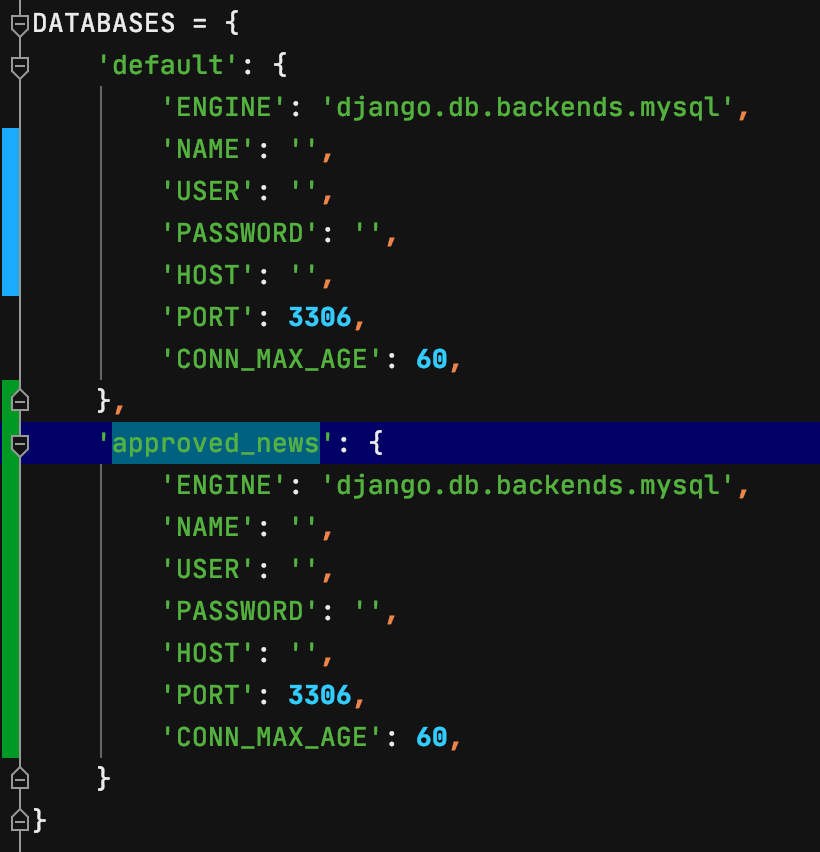 DATABASES = {
    'default': {
        'ENGINE': 'django.db.backends.mysql',
        'NAME': '',
        'USER': '',
        'PASSWORD': '',
        'HOST': '',
        'PORT': 3306,
        'CONN_MAX_AGE': 60,
    },
    'approved_news': {
        'ENGINE': 'django.db.backends.mysql',
        'NAME': '',
        'USER': '',
        'PASSWORD': '',
        'HOST': '',
        'PORT': 3306,
        'CONN_MAX_AGE': 60,
    }
}